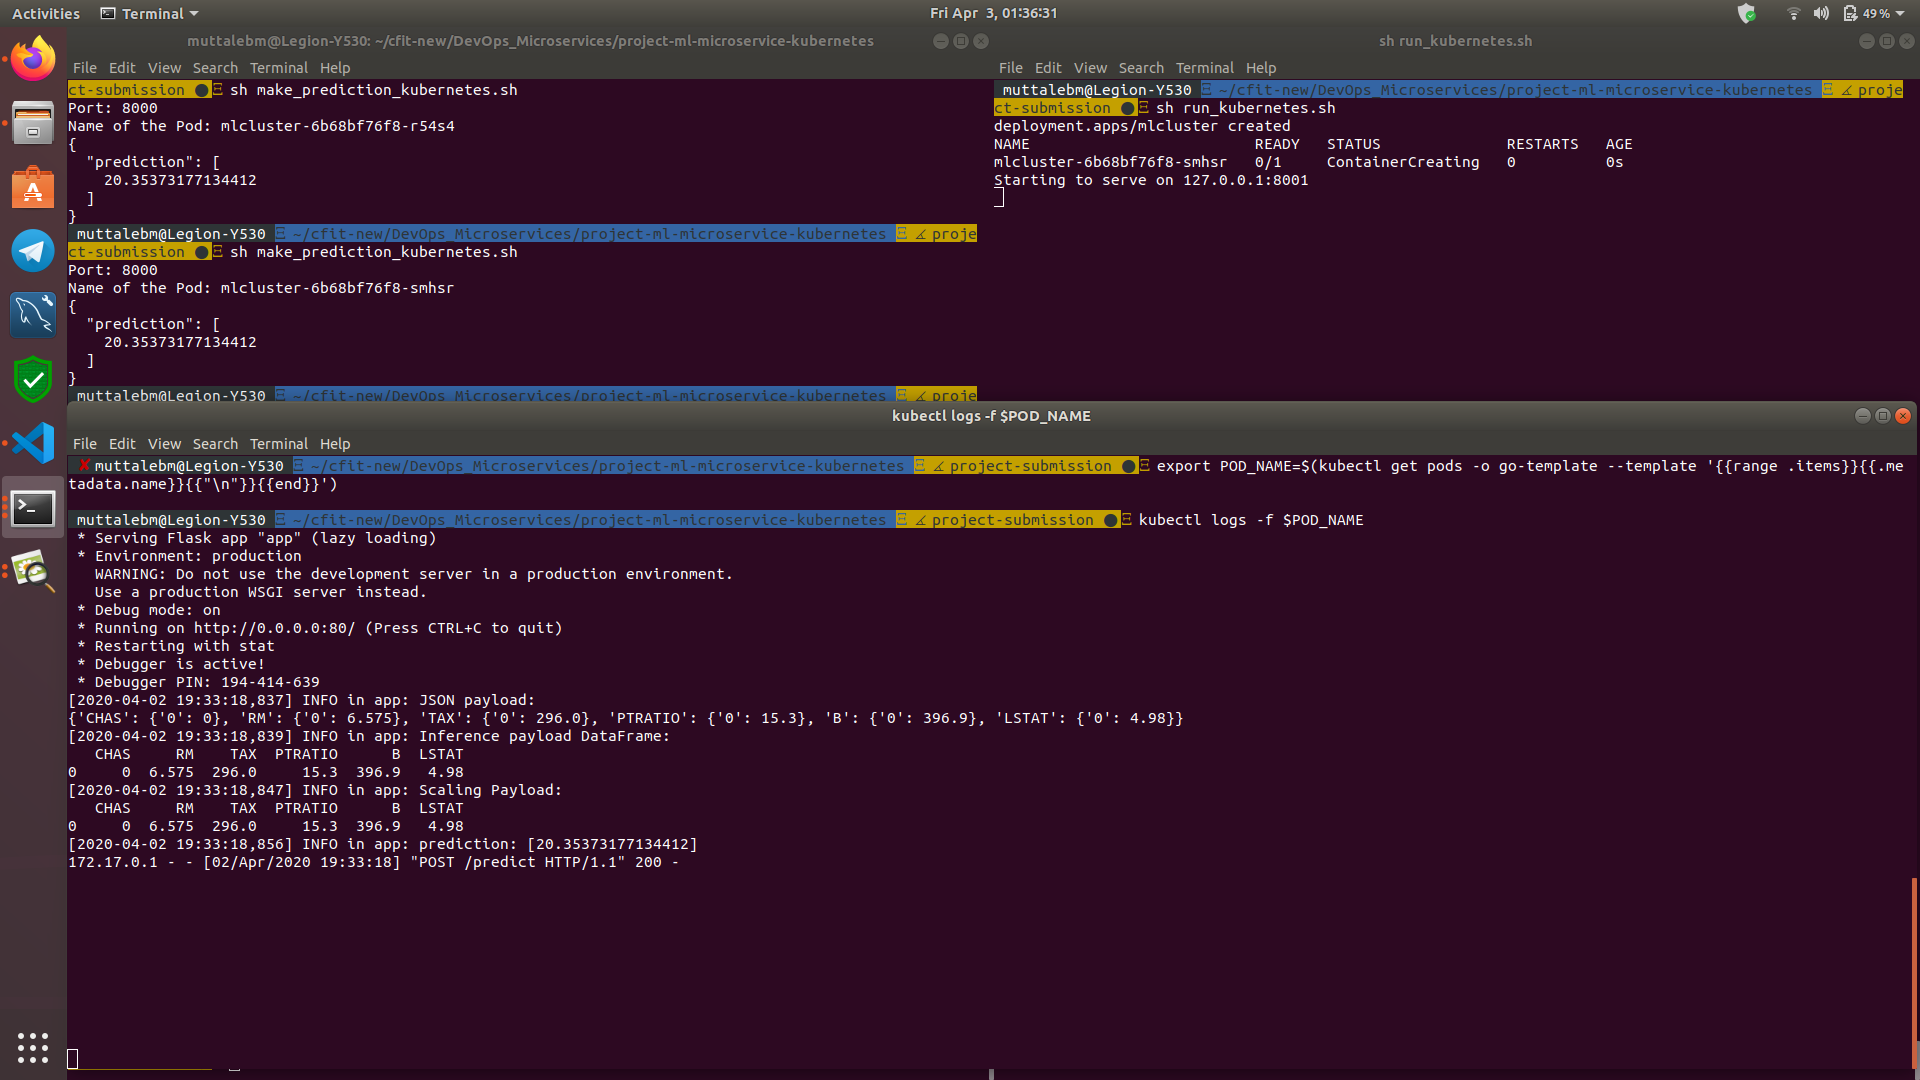 Activities Terminal Fri Apr 3, 01:36:31 49 %
muttalebm@Legion-Y530: ~/cfit-new/DevOps_Microservices/project-ml-microservice-kubernetes
File Edit View Search Terminal Help
ct-submission ● sh make_prediction_kubernetes.sh
Port: 8000
Name of the Pod: mlcluster-6b68bf76f8-r54s4
{
  "prediction": [
    20.35373177134412
  ]
}
muttalebm@Legion-Y530 Ξ ~/cfit-new/DevOps_Microservices/project-ml-microservice-kubernetes Ξ ∡ proje
ct-submission ● Ξ sh make_prediction_kubernetes.sh
Port: 8000
Name of the Pod: mlcluster-6b68bf76f8-smhsr
{
  "prediction": [
    20.35373177134412
  ]
}
muttalebm@Legion-Y530 Ξ ~/cfit-new/DevOps_Microservices/project-ml-microservice-kubernetes Ξ ∡ proje
sh run_kubernetes.sh
File Edit View Search Terminal Help
muttalebm@Legion-Y530 Ξ ~/cfit-new/DevOps_Microservices/project-ml-microservice-kubernetes Ξ ∡ proje
ct-submission ● Ξ sh run_kubernetes.sh
deployment.apps/mlcluster created
NAME READY STATUS RESTARTS AGE
mlcluster-6b68bf76f8-smhsr 0/1 ContainerCreating 0 0s
Starting to serve on 127.0.0.1:8001
kubectl logs -f $POD_NAME
File Edit View Search Terminal Help
✘ muttalebm@Legion-Y530 Ξ ~/cfit-new/DevOps_Microservices/project-ml-microservice-kubernetes Ξ ∡ project-submission ● Ξ export POD_NAME=$(kubectl get pods -o go-template --template '{{range .items}}{{.me
tadata.name}}{{"\n"}}{{end}}')
muttalebm@Legion-Y530 Ξ ~/cfit-new/DevOps_Microservices/project-ml-microservice-kubernetes Ξ ∡ project-submission ● Ξ kubectl logs -f $POD_NAME
 * Serving Flask app "app" (lazy loading)
 * Environment: production
   WARNING: Do not use the development server in a production environment.
   Use a production WSGI server instead.
 * Debug mode: on
 * Running on http://0.0.0.0:80/ (Press CTRL+C to quit)
 * Restarting with stat
 * Debugger is active!
 * Debugger PIN: 194-414-639
[2020-04-02 19:33:18,837] INFO in app: JSON payload:
{'CHAS': {'0': 0}, 'RM': {'0': 6.575}, 'TAX': {'0': 296.0}, 'PTRATIO': {'0': 15.3}, 'B': {'0': 396.9}, 'LSTAT': {'0': 4.98}}
[2020-04-02 19:33:18,839] INFO in app: Inference payload DataFrame:
   CHAS     RM    TAX  PTRATIO      B  LSTAT
0     0  6.575  296.0     15.3  396.9   4.98
[2020-04-02 19:33:18,847] INFO in app: Scaling Payload:
   CHAS     RM    TAX  PTRATIO      B  LSTAT
0     0  6.575  296.0     15.3  396.9   4.98
[2020-04-02 19:33:18,856] INFO in app: prediction: [20.35373177134412]
172.17.0.1 - - [02/Apr/2020 19:33:18] "POST /predict HTTP/1.1" 200 -